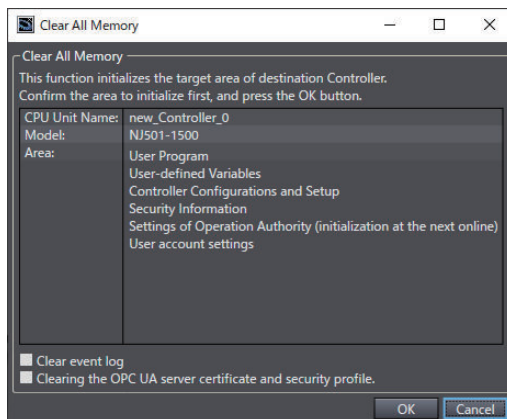 Clear All Memory
Clear All Memory
This function initializes the target area of destination Controller.
Confirm the area to initialize first, and press the OK button.
CPU Unit Name: new_Controller_0
Model: NJ501-1500
Area: User Program
User-defined Variables
Controller Configurations and Setup
Security Information
Settings of Operation Authority (initialization at the next online)
User account settings
Clear event log
Clearing the OPC UA server certificate and security profile.
OK Cancel